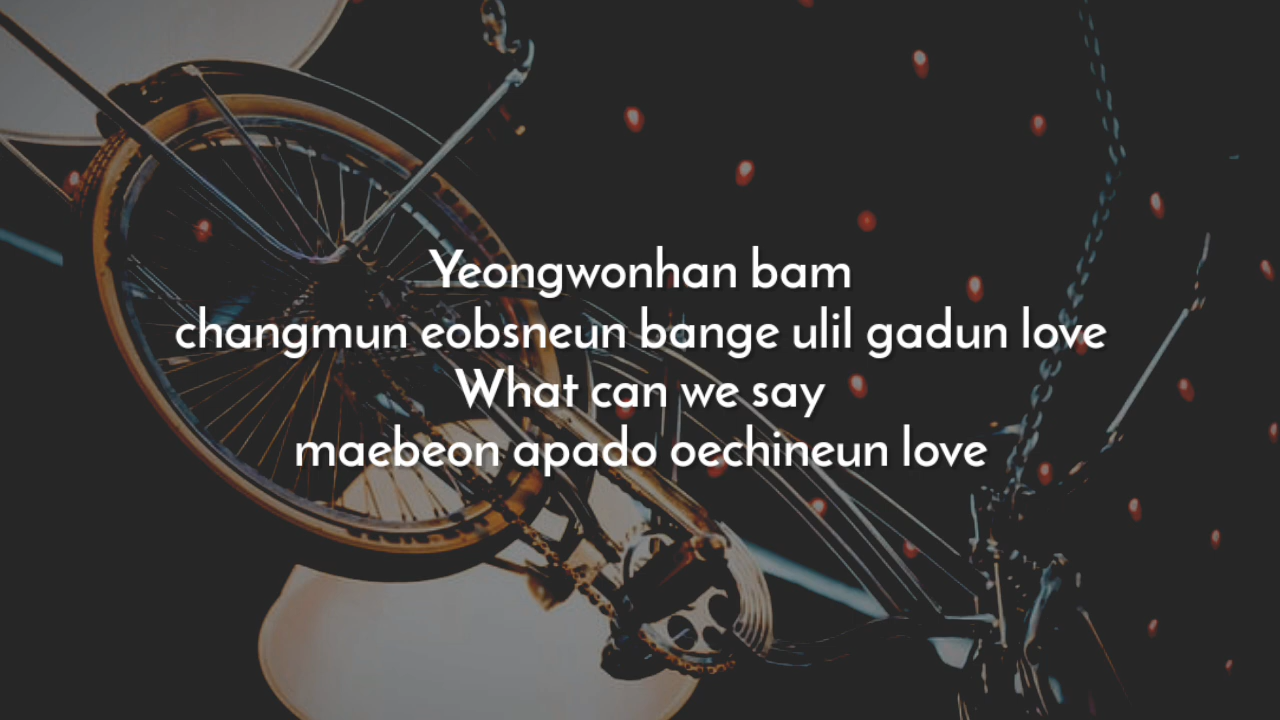 Yeongwonhan bam
changmun eobsneun bange ulil gadun love
What can we say
maebeon apado oechineun love